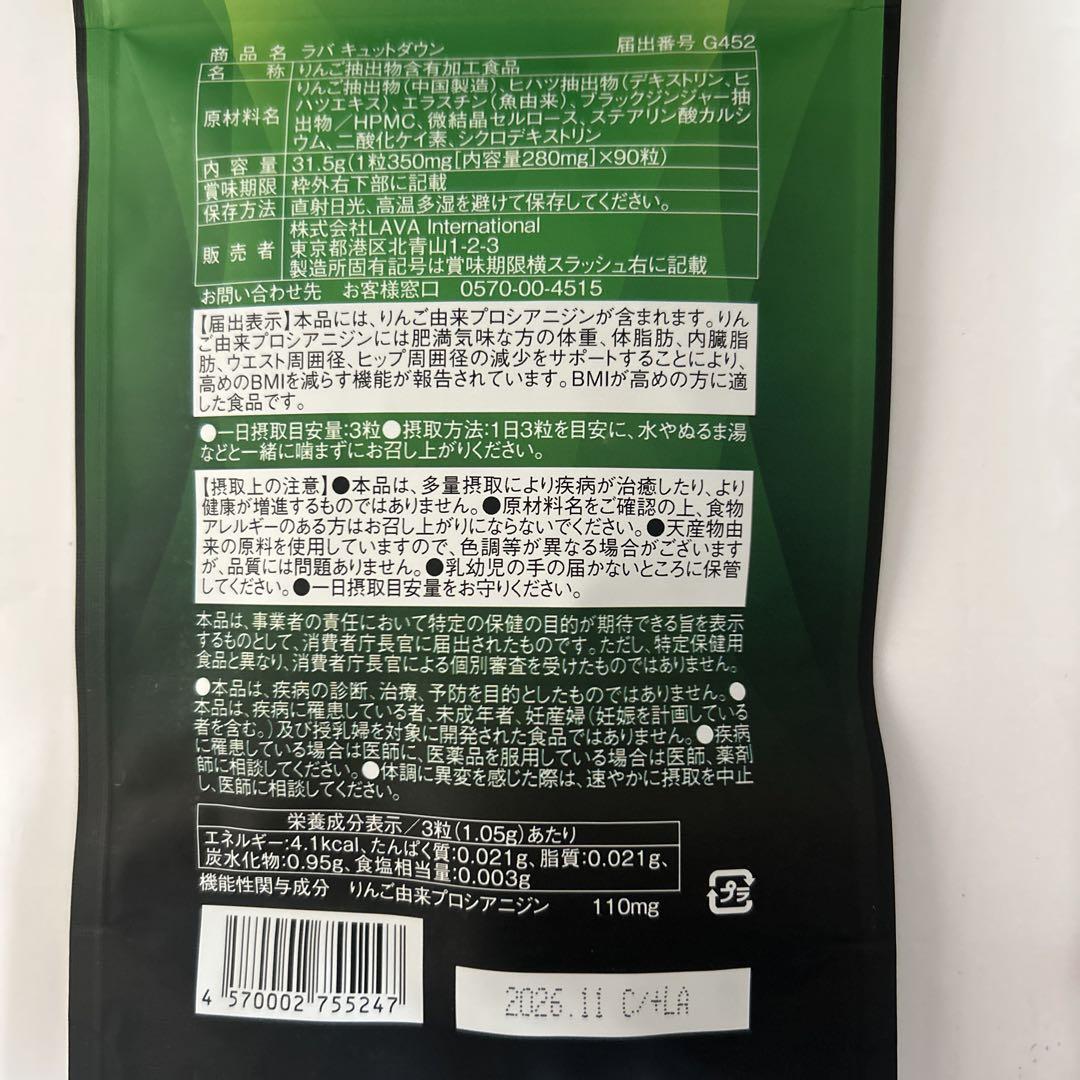 商品名 ラバ キュットダウン 届出番号 G452
名称 りんご抽出物含有加工食品
原材料名 りんご抽出物(中国製造)、ヒハツ抽出物(デキストリン、ヒ
ハツエキス)、エラスチン(魚由来)、ブラックジンジャー抽
出物/HPMC、微結晶セルロース、ステアリン酸カルシ
ウム、二酸化ケイ素、シクロデキストリン
内容量 31.5g(1粒350mg[内容量280mg]×90粒)
賞味期限 枠外右下部に記載
保存方法 直射日光、高温多湿を避けて保存してください。
販売者 株式会社LAVA International
東京都港区北青山1-2-3
製造所固有記号は賞味期限横スラッシュ右に記載
お問い合わせ先 お客様窓口 0570-00-4515
【届出表示】本品には、りんご由来プロシアニジンが含まれます。りん
ご由来プロシアニジンには肥満気味な方の体重、体脂肪、内臓脂
肪、ウエスト周囲径、ヒップ周囲径の減少をサポートすることにより、
高めのBMIを減らす機能が報告されています。BMIが高めの方に適
した食品です。
●一日摂取目安量:3粒●摂取方法:1日3粒を目安に、水やぬるま湯
などと一緒に噛まずにお召し上がりください。
【摂取上の注意】●本品は、多量摂取により疾病が治癒したり、より
健康が増進するものではありません。●原材料名をご確認の上、食物
アレルギーのある方はお召し上がりにならないでください。●天産物由
来の原料を使用していますので、色調等が異なる場合がございます
が、品質には問題ありません。●乳幼児の手の届かないところに保管
してください。●一日摂取目安量をお守りください。
本品は、事業者の責任において特定の保健の目的が期待できる旨を表示
するものとして、消費者庁長官に届出されたものです。ただし、特定保健用
食品と異なり、消費者庁長官による個別審査を受けたものではありません。
●本品は、疾病の診断、治療、予防を目的としたものではありません。●
本品は、疾病に罹患している者、未成年者、妊産婦(妊娠を計画している
者を含む。)及び授乳婦を対象に開発された食品ではありません。●疾病
に罹患している場合は医師に、医薬品を服用している場合は医師、薬剤
師に相談してください。●体調に異変を感じた際は、速やかに摂取を中止
し、医師に相談してください。
栄養成分表示/3粒(1.05g)あたり
エネルギー:4.1kcal、たんぱく質:0.021g、脂質:0.021g、
炭水化物:0.95g、食塩相当量:0.003g
機能性関与成分 りんご由来プロシアニジン 110mg
プラ
4 570002 755247
2026.11 C/+LA